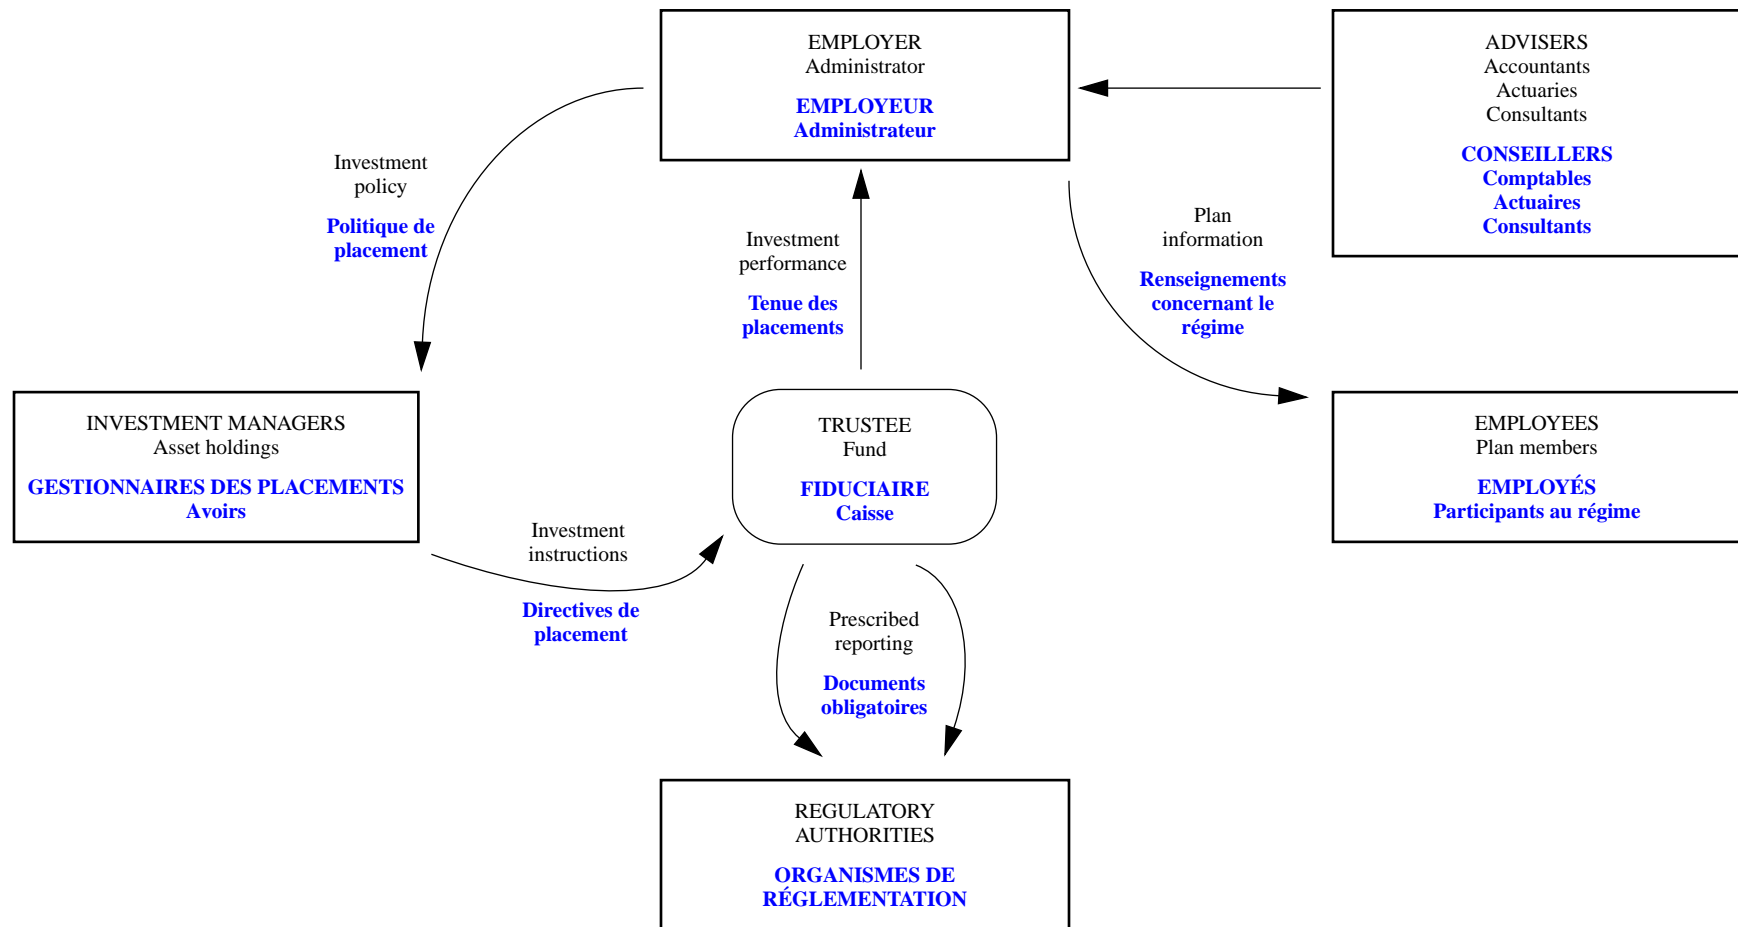 EMPLOYER
Administrator
EMPLOYEUR
Administrateur
ADVISERS
Accountants
Actuaries
Consultants
CONSEILLERS
Comptables
Actuaires
Consultants
Investment
policy
Politique de
placement
Investment
performance
Tenue des
placements
Plan
information
Renseignements
concernant le
régime
INVESTMENT MANAGERS
Asset holdings
GESTIONNAIRES DES PLACEMENTS
Avoirs
TRUSTEE
Fund
FIDUCIAIRE
Caisse
EMPLOYEES
Plan members
EMPLOYÉS
Participants au régime
Investment
instructions
Directives de
placement
Prescribed
reporting
Documents
obligatoires
REGULATORY
AUTHORITIES
ORGANISMES DE
RÉGLEMENTATION